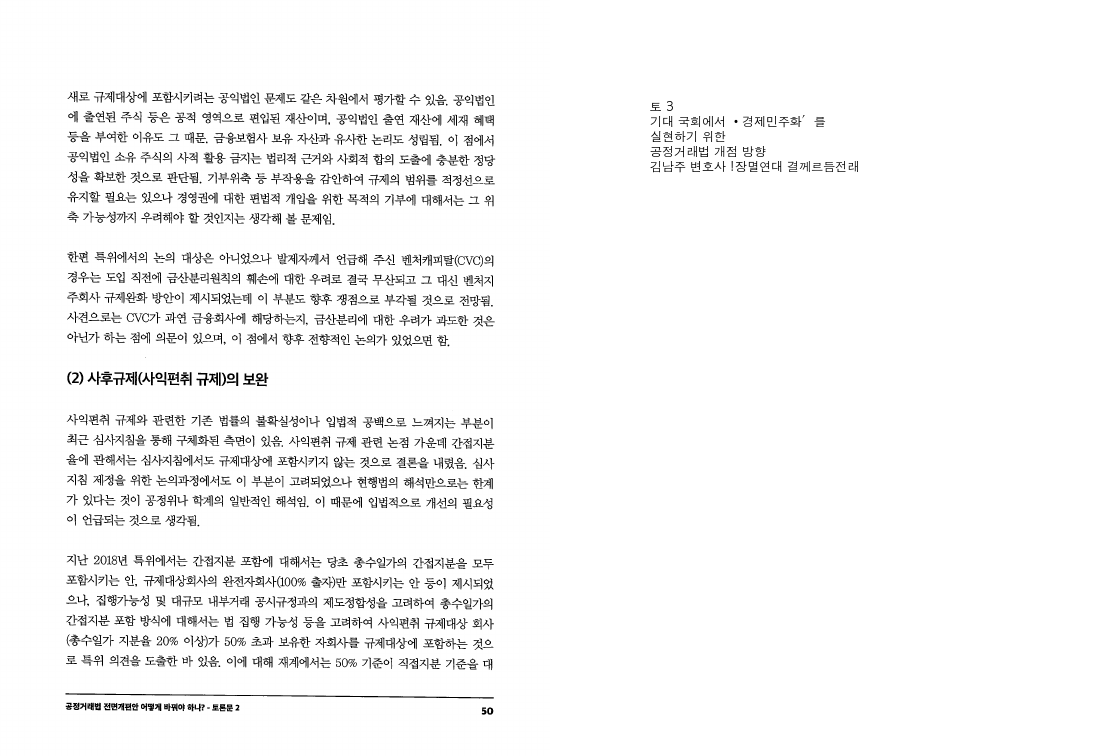 새로 규제대상에 포함시키려는 공익법인 문제도 같은 차원에서 평가할 수 있음. 공익법인
에 출연된 주식 등은 공적 영역으로 편입된 재산이며, 공익법인 출연 재산에 세재 혜택
등을 부여한 이유도 그 때문. 금융보험사 보유 자산과 유사한 논리도 성립됨. 이 점에서
공익법인 소유 주식의 사적 활용 금지는 법리적 근거와 사회적 합의 도출에 충분한 정당
성을 확보한 것으로 판단됨. 기부위축 등 부작용을 감안하여 규제의 범위를 적정선으로
유지할 필요는 있으나 경영권에 대한 편법적 개입을 위한 목적의 기부에 대해서는 그 위
축 가능성까지 우려해야 할 것인지는 생각해 볼 문제임.
한편 특위에서의 논의 대상은 아니었으나 발제자께서 언급해 주신 벤처캐피탈(CVC)의
경우는 도입 직전에 금산분리원칙의 훼손에 대한 우려로 결국 무산되고 그 대신 벤처지
주회사 규제완화 방안이 제시되었는데 이 부분도 향후 쟁점으로 부각될 것으로 전망됨.
사견으로는 CVC가 과연 금융회사에 해당하는지, 금산분리에 대한 우려가 과도한 것은
아닌가 하는 점에 의문이 있으며, 이 점에서 향후 전향적인 논의가 있었으면 함.
(2) 사후규제(사익편취 규제)의 보완
사익편취 규제와 관련한 기존 법률의 불확실성이나 입법적 공백으로 느껴지는 부분이
최근 심사지침을 통해 구체화된 측면이 있음. 사익편취 규제 관련 논점 가운데 간접지분
율에 관해서는 심사지침에서도 규제대상에 포함시키지 않는 것으로 결론을 내렸음. 심사
지침 제정을 위한 논의과정에서도 이 부분이 고려되었으나 현행법의 해석만으로는 한계
가 있다는 것이 공정위나 학계의 일반적인 해석임. 이 때문에 입법적으로 개선의 필요성
이 언급되는 것으로 생각됨.
지난 2018년 특위에서는 간접지분 포함에 대해서는 당초 총수일가의 간접지분을 모두
포함시키는 안, 규제대상회사의 완전자회사(100% 출자)만 포함시키는 안 등이 제시되었
으나, 집행가능성 및 대규모 내부거래 공시규정과의 제도정합성을 고려하여 총수일가의
간접지분 포함 방식에 대해서는 법 집행 가능성 등을 고려하여 사익편취 규제대상 회사
(총수일가 지분율 20% 이상)가 50% 초과 보유한 자회사를 규제대상에 포함하는 것으
로 특위 의견을 도출한 바 있음. 이에 대해 재계에서는 50% 기준이 직접지분 기준을 대
공정거래법 전면개편안 어떻게 바꿔야 하나? - 토론문 2
50
토 3
기대 국회에서 •경제민주화′를
실현하기 위한
공정거래법 개점 방향
김남주 변호사 !장멸연대 결께르듬전래